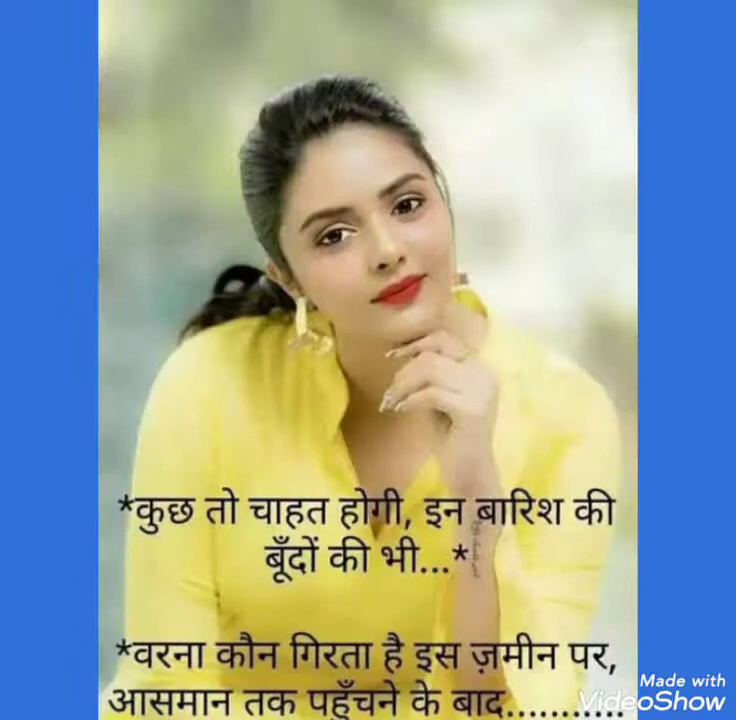 *कुछ तो चाहत होगी, इन बारिश की
बूँदों की भी...*
*वरना कौन गिरता है इस ज़मीन पर,
आसमान तक पहुँचने के बाद............
Made with
VideoShow